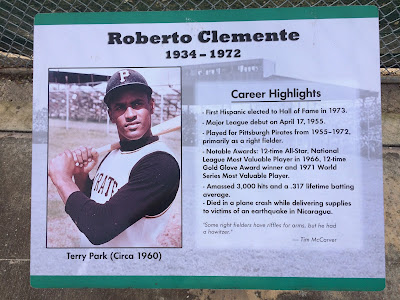 Roberto Clemente
1934 – 1972
P
PIRATES
Terry Park (Circa 1960)
Career Highlights
- First Hispanic elected to Hall of Fame in 1973.
- Major League debut on April 17, 1955.
- Played for Pittsburgh Pirates from 1955–1972,
primarily as a right fielder.
- Notable Awards: 12-time All-Star, National
League Most Valuable Player in 1966, 12-time
Gold Glove Award winner and 1971 World
Series Most Valuable Player.
- Amassed 3,000 hits and a .317 lifetime batting
average.
- Died in a plane crash while delivering supplies
to victims of an earthquake in Nicaragua.
"Some right fielders have rifles for arms, but he had
a howitzer."
— Tim McCarver